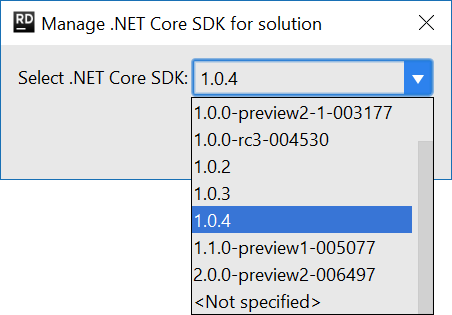 RD Manage .NET Core SDK for solution
Select .NET Core SDK: 1.0.4
1.0.0-preview2-1-003177
1.0.0-rc3-004530
1.0.2
1.0.3
1.0.4
1.1.0-preview1-005077
2.0.0-preview2-006497
<Not specified>